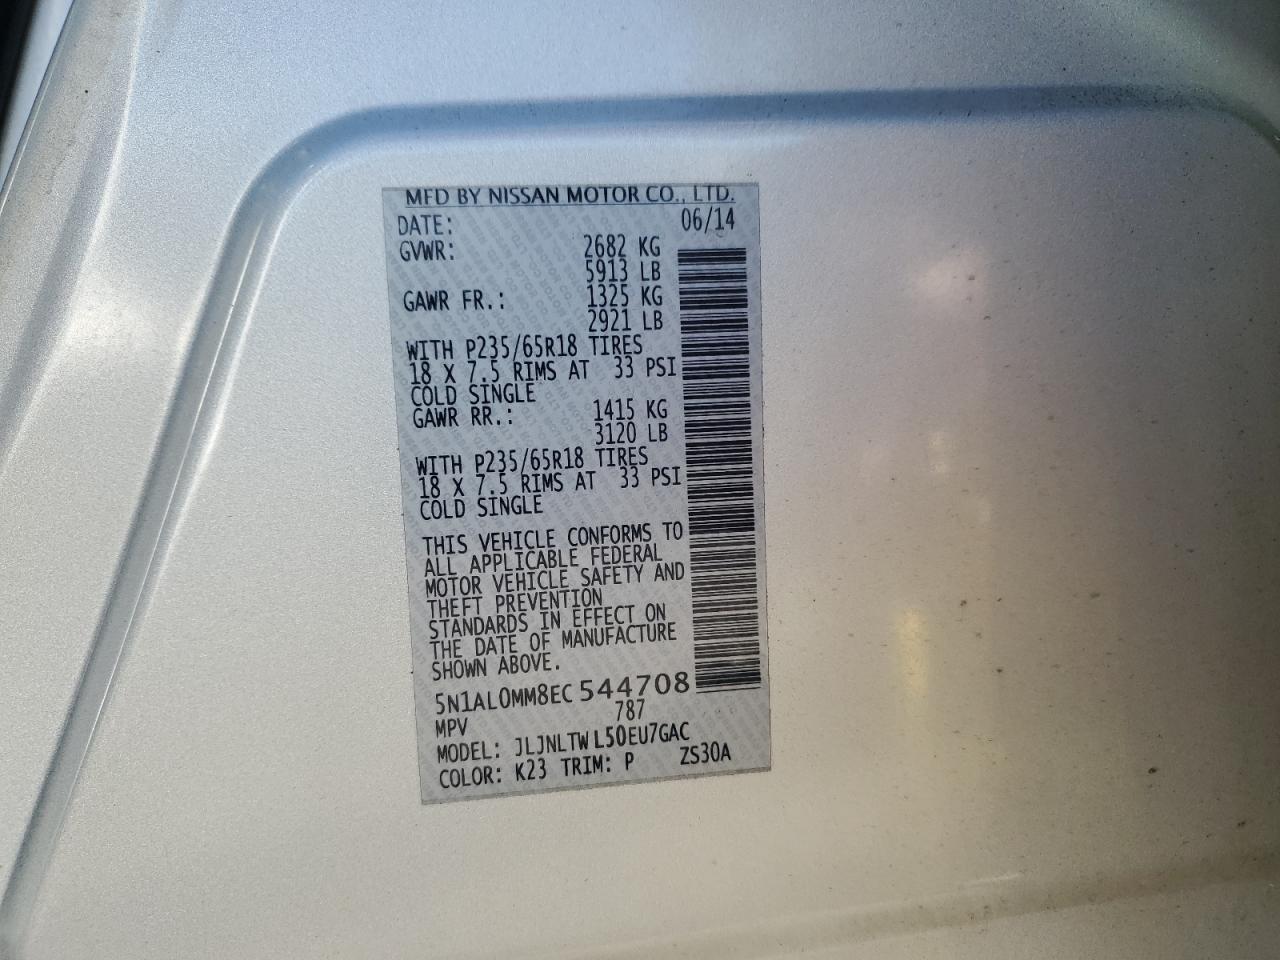 MFD BY NISSAN MOTOR CO., LTD.
DATE: 06/14
GVWR: 2682 KG
5913 LB
GAWR FR.: 1325 KG
2921 LB
WITH P235/65R18 TIRES
18 X 7.5 RIMS AT 33 PSI
COLD SINGLE
GAWR RR.: 1415 KG
3120 LB
WITH P235/65R18 TIRES
18 X 7.5 RIMS AT 33 PSI
COLD SINGLE
THIS VEHICLE CONFORMS TO
ALL APPLICABLE FEDERAL
MOTOR VEHICLE SAFETY AND
THEFT PREVENTION
STANDARDS IN EFFECT ON
THE DATE OF MANUFACTURE
SHOWN ABOVE.
5N1AL0MM8EC544708
MPV 787
MODEL: JLJNLTWL50EU7GAC
COLOR: K23 TRIM: P ZS30A